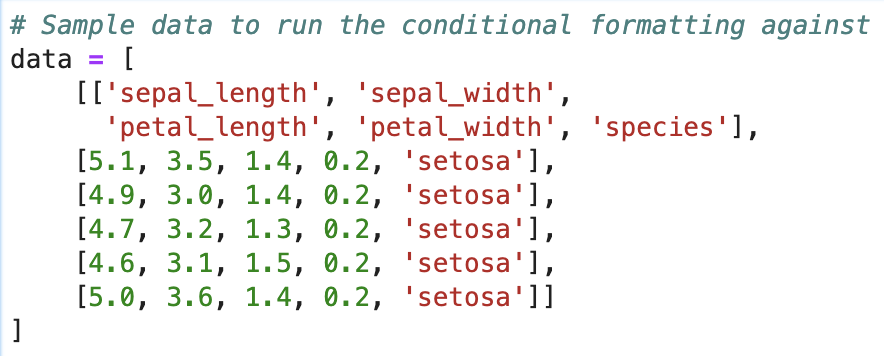 # Sample data to run the conditional formatting against
data = [
    [['sepal_length', 'sepal_width',
      'petal_length', 'petal_width', 'species'],
    [5.1, 3.5, 1.4, 0.2, 'setosa'],
    [4.9, 3.0, 1.4, 0.2, 'setosa'],
    [4.7, 3.2, 1.3, 0.2, 'setosa'],
    [4.6, 3.1, 1.5, 0.2, 'setosa'],
    [5.0, 3.6, 1.4, 0.2, 'setosa']]
]